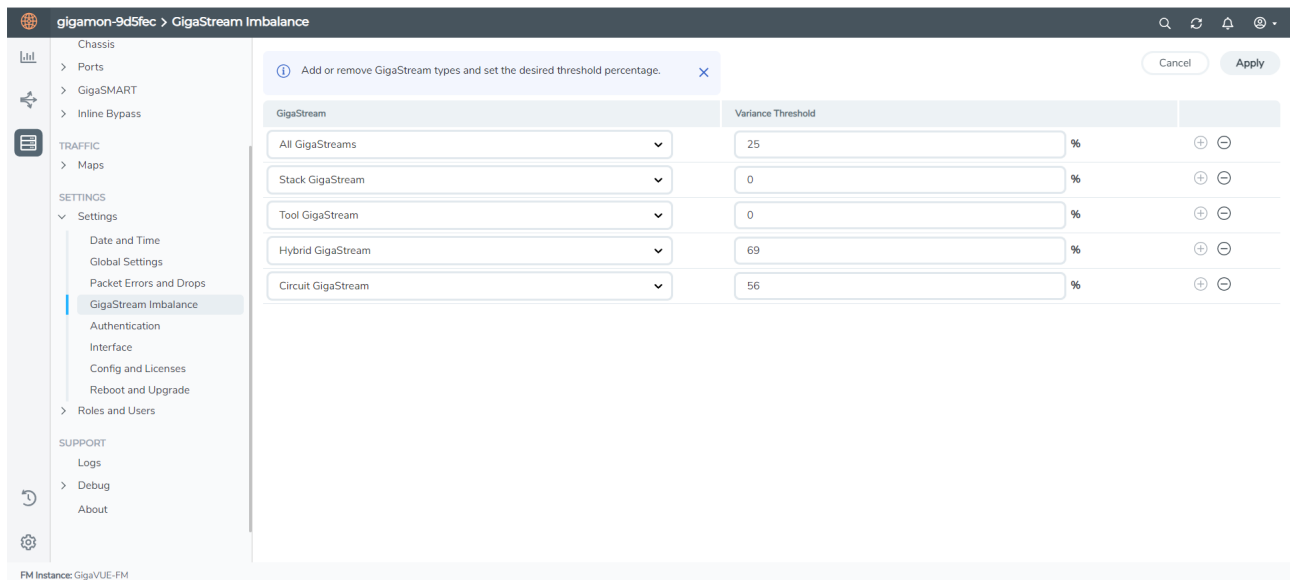 gigamon-9d5fec > GigaStream Imbalance
Chassis
Ports
GigaSMART
Inline Bypass
TRAFFIC
Maps
SETTINGS
Settings
Date and Time
Global Settings
Packet Errors and Drops
GigaStream Imbalance
Authentication
Interface
Config and Licenses
Reboot and Upgrade
Roles and Users
SUPPORT
Logs
Debug
About
Add or remove GigaStream types and set the desired threshold percentage.
Cancel Apply
GigaStream Variance Threshold
All GigaStreams 25 %
Stack GigaStream 0 %
Tool GigaStream 0 %
Hybrid GigaStream 69 %
Circuit GigaStream 56 %
FM Instance: GigaVUE-FM